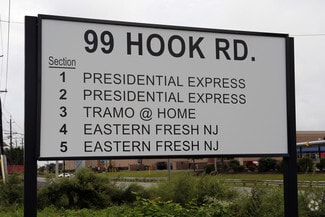 99 HOOK RD.
Section
1 PRESIDENTIAL EXPRESS
2 PRESIDENTIAL EXPRESS
3 TRAMO @ HOME
4 EASTERN FRESH NJ
5 EASTERN FRESH NJ